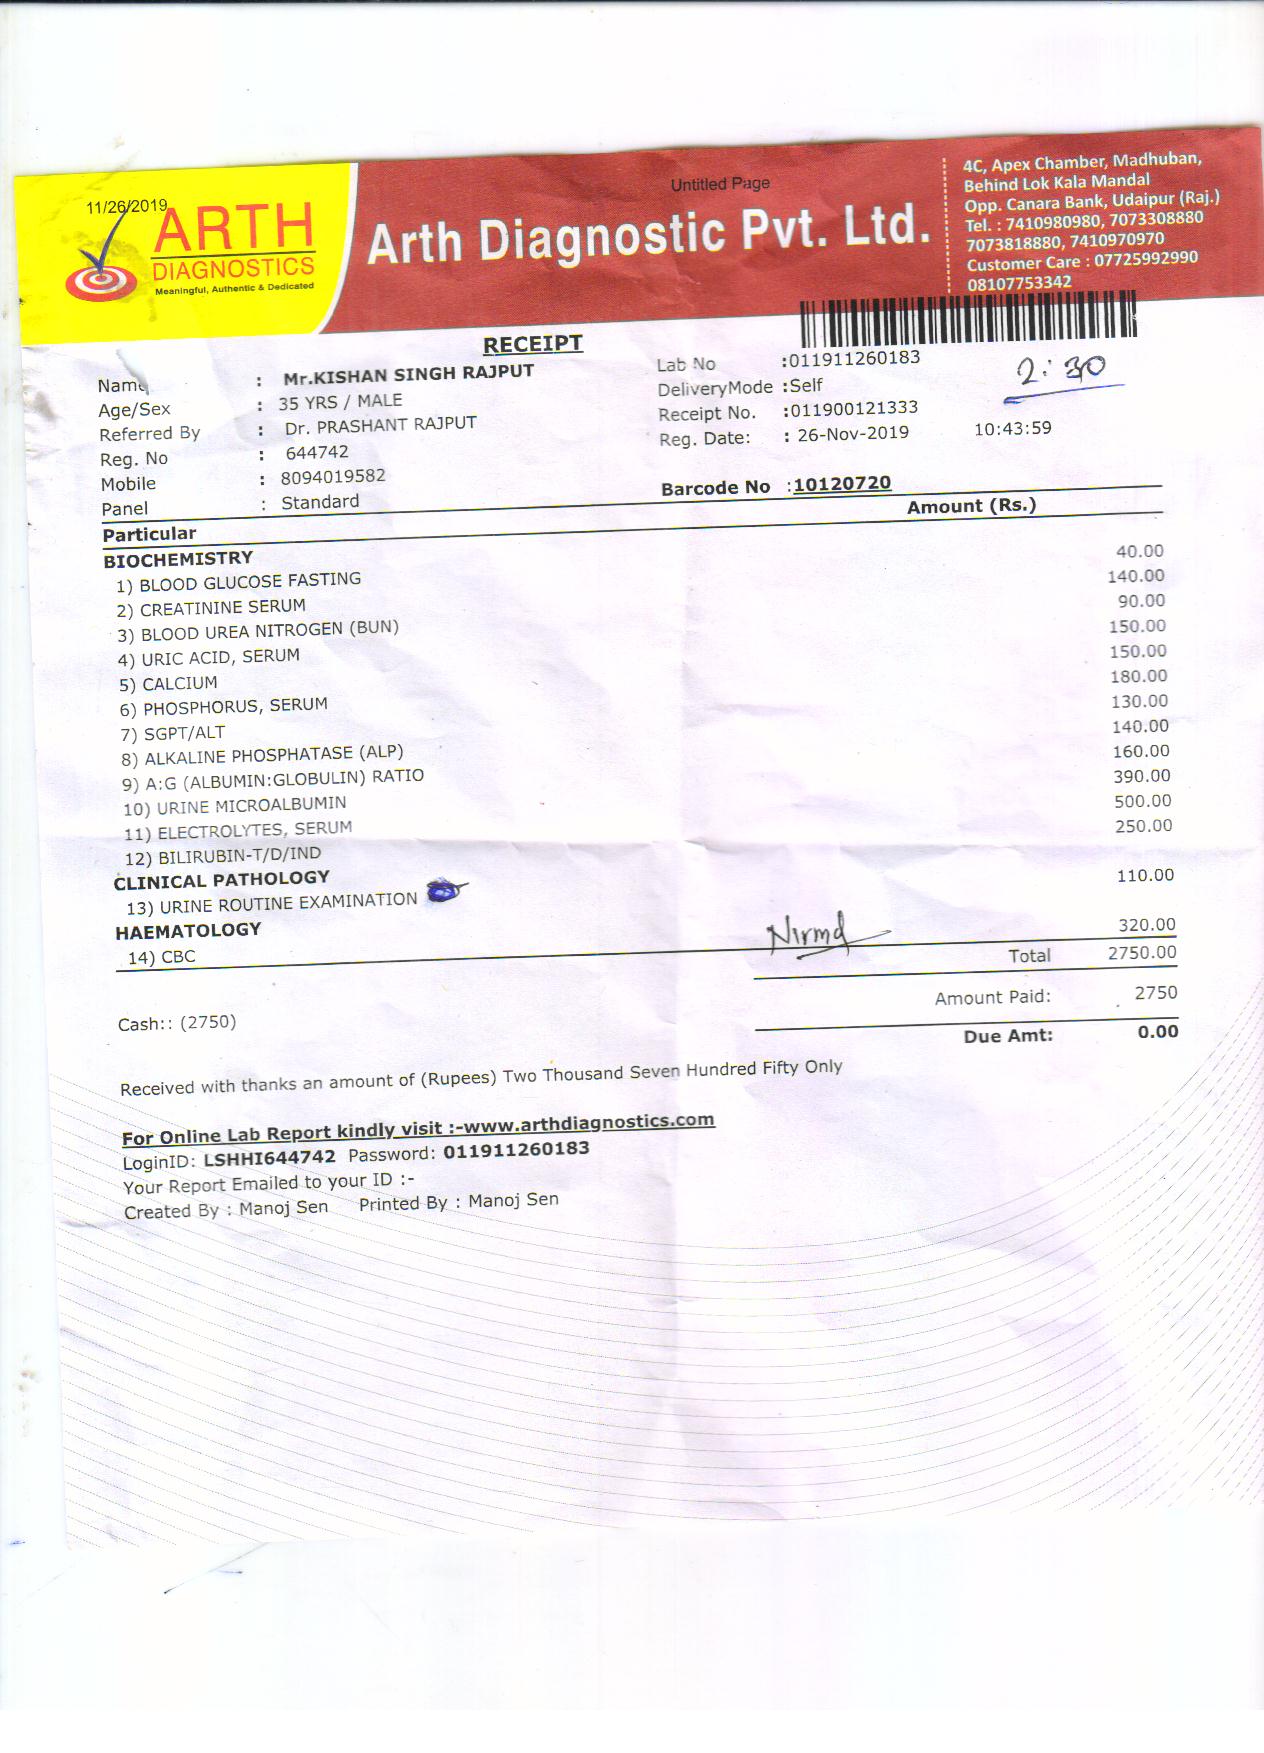 11/26/2019
Untitled Page
ARTH
DIAGNOSTICS
Meaningful, Authentic & Dedicated
Arth Diagnostic Pvt. Ltd.
4C, Apex Chamber, Madhuban,
Behind Lok Kala Mandal
Opp. Canara Bank, Udaipur (Raj.)
Tel. : 7410980980, 7073308880
7073818880, 7410970970
Customer Care : 07725992990
08107753342
RECEIPT
Name : Mr.KISHAN SINGH RAJPUT
Age/Sex : 35 YRS / MALE
Referred By : Dr. PRASHANT RAJPUT
Reg. No : 644742
Mobile : 8094019582
Panel : Standard
Lab No :011911260183
2:30
DeliveryMode :Self
Receipt No. :011900121333
Reg. Date: : 26-Nov-2019 10:43:59
Barcode No :10120720
Particular Amount (Rs.)
BIOCHEMISTRY
1) BLOOD GLUCOSE FASTING 40.00
2) CREATININE SERUM 140.00
3) BLOOD UREA NITROGEN (BUN) 90.00
4) URIC ACID, SERUM 150.00
5) CALCIUM 150.00
6) PHOSPHORUS, SERUM 180.00
7) SGPT/ALT 130.00
8) ALKALINE PHOSPHATASE (ALP) 140.00
9) A:G (ALBUMIN:GLOBULIN) RATIO 160.00
10) URINE MICROALBUMIN 390.00
11) ELECTROLYTES, SERUM 500.00
12) BILIRUBIN-T/D/IND 250.00
CLINICAL PATHOLOGY
13) URINE ROUTINE EXAMINATION 110.00
HAEMATOLOGY
14) CBC 320.00
Total 2750.00
Amount Paid: 2750
Cash:: (2750)
Due Amt: 0.00
Received with thanks an amount of (Rupees) Two Thousand Seven Hundred Fifty Only
For Online Lab Report kindly visit :-www.arthdiagnostics.com
LoginID: LSHHI644742 Password: 011911260183
Your Report Emailed to your ID :-
Created By : Manoj Sen Printed By : Manoj Sen